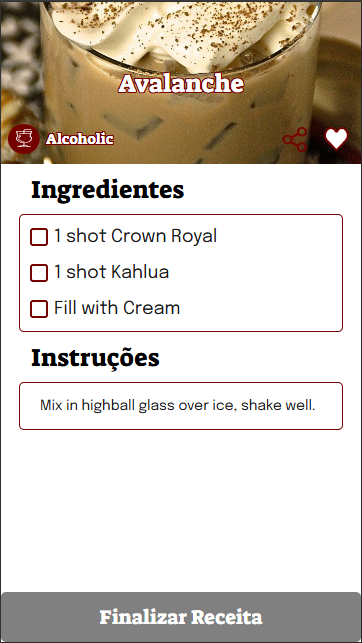 Avalanche
Alcoholic
Ingredientes
1 shot Crown Royal
1 shot Kahlua
Fill with Cream
Instruções
Mix in highball glass over ice, shake well.
Finalizar Receita